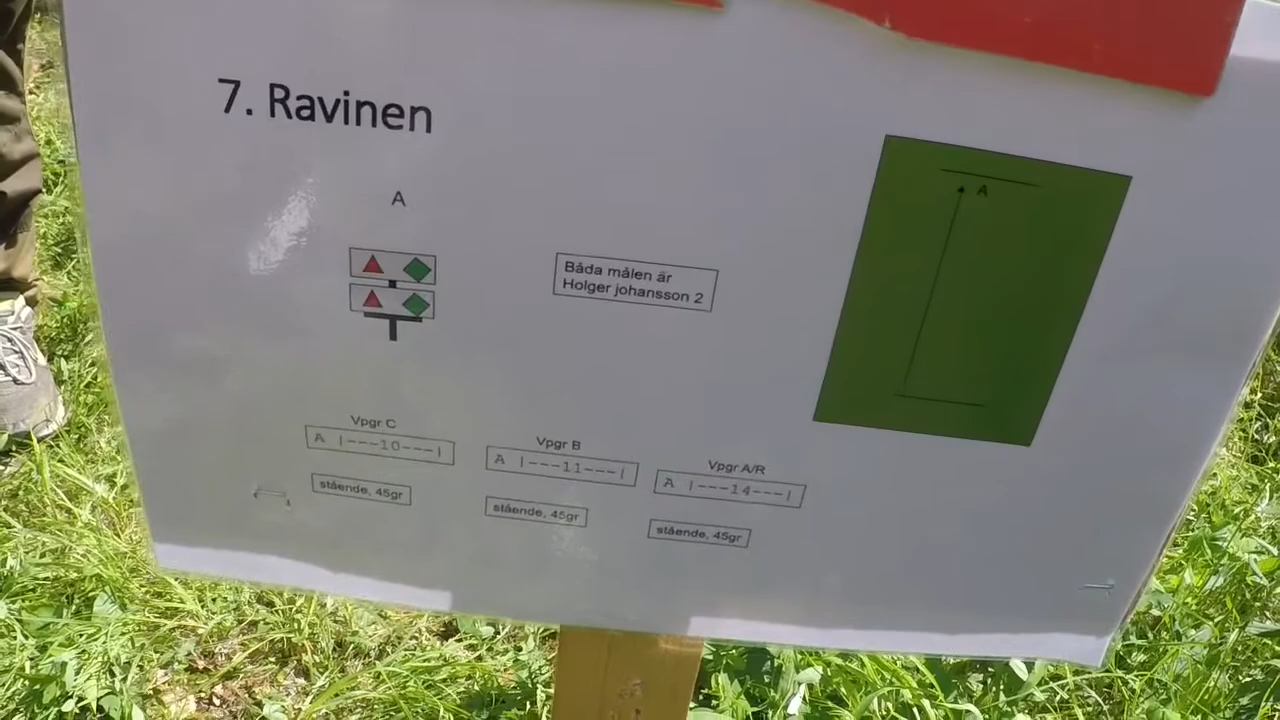 7. Ravinen
A
A
Båda målen är
Holger johansson 2
Vpgr C
A |---10---|
stående, 45gr
Vpgr B
A |---11---|
stående, 45gr
Vpgr A/R
A |---14---|
stående, 45gr